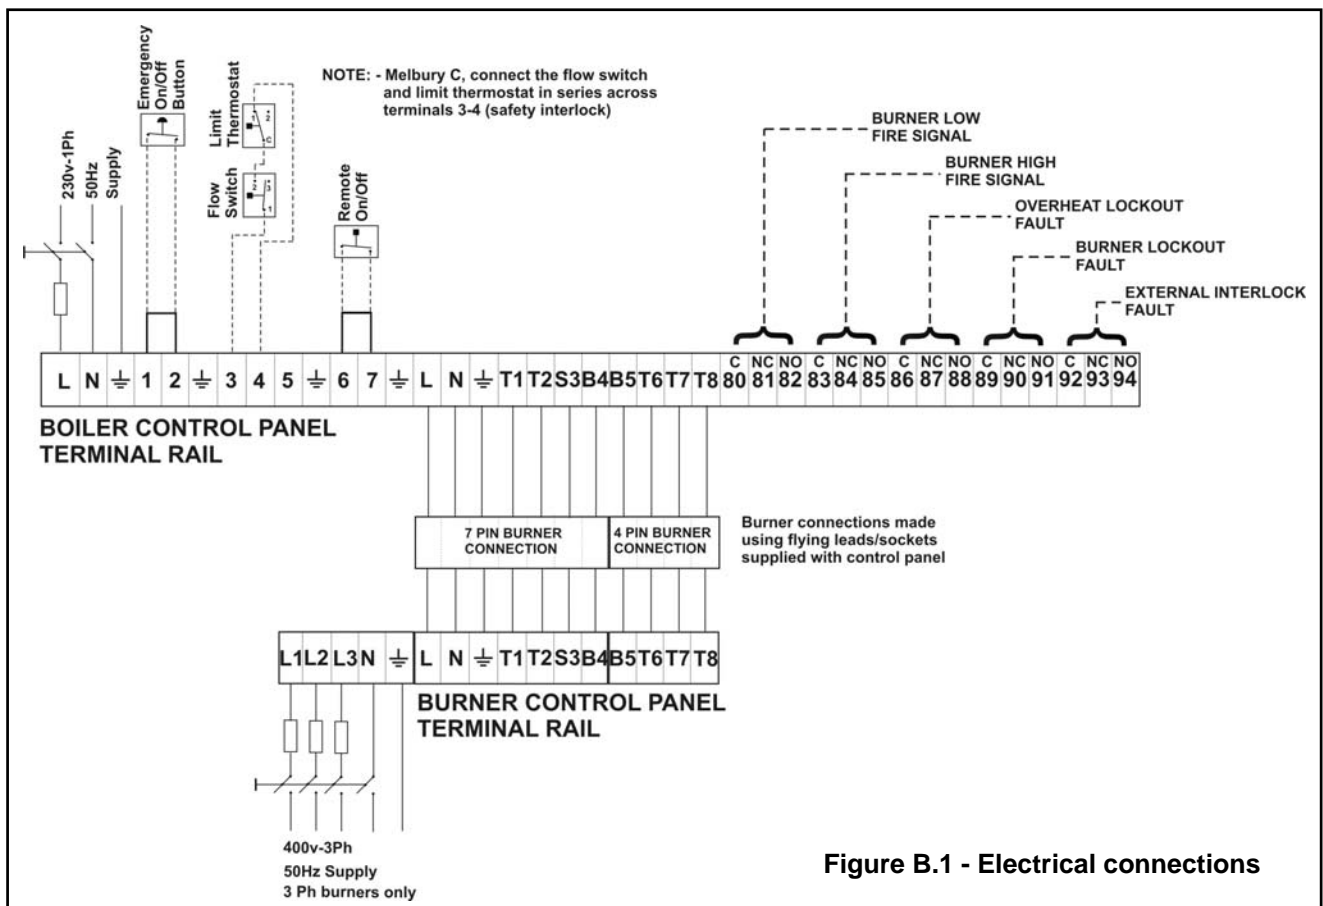 Emergency
On/Off
Button
NOTE: - Melbury C, connect the flow switch
and limit thermostat in series across
terminals 3-4 (safety interlock)
Limit
Thermostat
1 2
C
230v-1Ph
50Hz
Supply
Flow
Switch
2 3
1
Remote
On/Off
BURNER LOW
FIRE SIGNAL
BURNER HIGH
FIRE SIGNAL
OVERHEAT LOCKOUT
FAULT
BURNER LOCKOUT
FAULT
EXTERNAL INTERLOCK
FAULT
C NC NO C NC NO C NC NO C NC NO C NC NO
L N ⏚ 1 2 ⏚ 3 4 5 ⏚ 6 7 ⏚ L N ⏚ T1 T2 S3 B4 B5 T6 T7 T8 80 81 82 83 84 85 86 87 88 89 90 91 92 93 94
BOILER CONTROL PANEL
TERMINAL RAIL
7 PIN BURNER
CONNECTION
4 PIN BURNER
CONNECTION
Burner connections made
using flying leads/sockets
supplied with control panel
L1 L2 L3 N ⏚ L N ⏚ T1 T2 S3 B4 B5 T6 T7 T8
BURNER CONTROL PANEL
TERMINAL RAIL
400v-3Ph
50Hz Supply
3 Ph burners only
Figure B.1 - Electrical connections